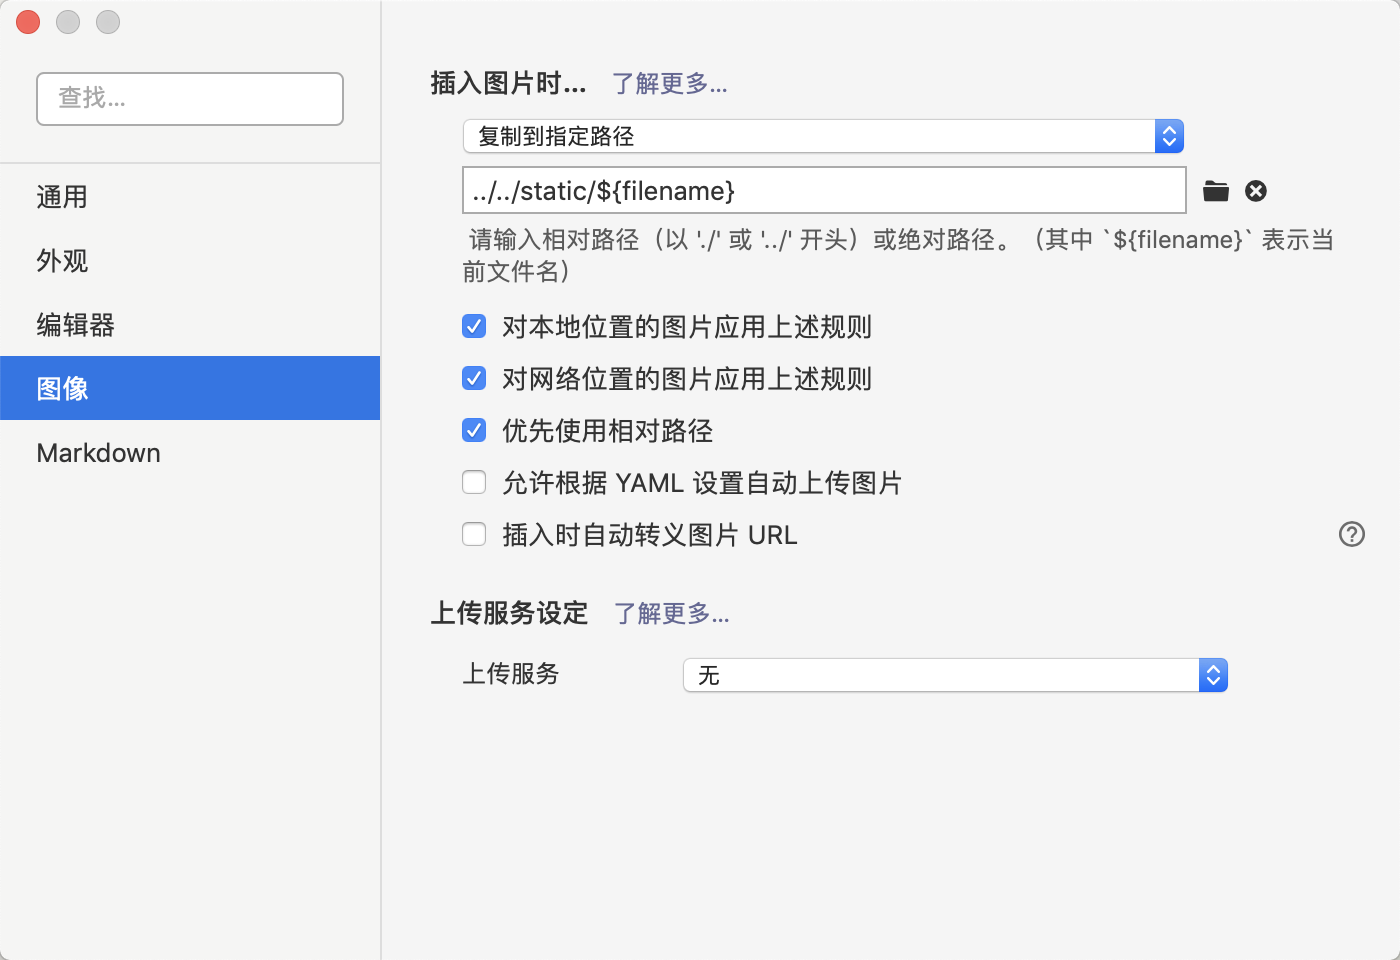 查找...
通用
外观
编辑器
图像
Markdown
插入图片时... 了解更多...
复制到指定路径
../../static/${filename}
请输入相对路径（以 './' 或 '../' 开头）或绝对路径。（其中 `${filename}` 表示当
前文件名）
对本地位置的图片应用上述规则
对网络位置的图片应用上述规则
优先使用相对路径
允许根据 YAML 设置自动上传图片
插入时自动转义图片 URL
上传服务设定 了解更多...
上传服务 无